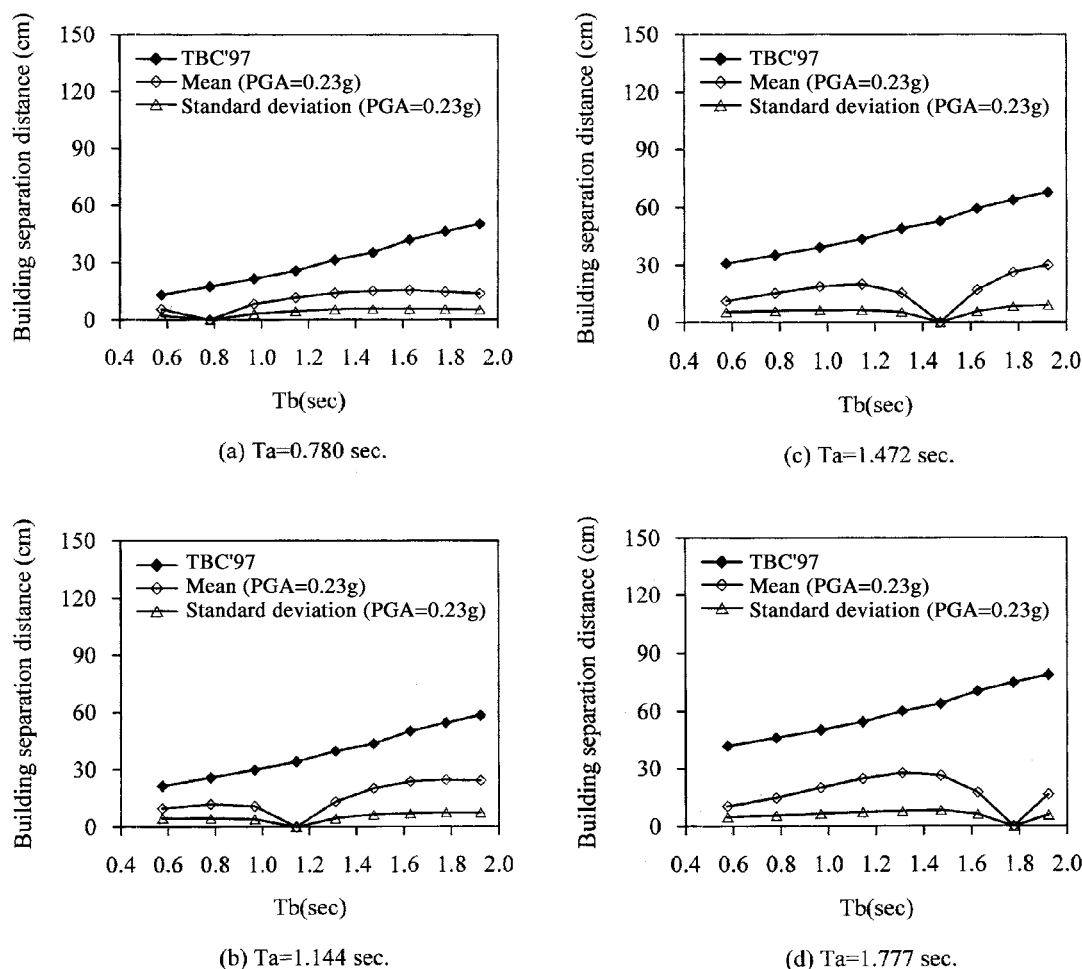 Building separation distance (cm)
150
120
90
60
30
0
TBC'97
Mean (PGA=0.23g)
Standard deviation (PGA=0.23g)
0.4 0.6 0.8 1.0 1.2 1.4 1.6 1.8 2.0
Tb(sec)
(a) Ta=0.780 sec.
Building separation distance (cm)
150
120
90
60
30
0
TBC'97
Mean (PGA=0.23g)
Standard deviation (PGA=0.23g)
0.4 0.6 0.8 1.0 1.2 1.4 1.6 1.8 2.0
Tb(sec)
(c) Ta=1.472 sec.
Building separation distance (cm)
150
120
90
60
30
0
TBC'97
Mean (PGA=0.23g)
Standard deviation (PGA=0.23g)
0.4 0.6 0.8 1.0 1.2 1.4 1.6 1.8 2.0
Tb(sec)
(b) Ta=1.144 sec.
Building separation distance (cm)
150
120
90
60
30
0
TBC'97
Mean (PGA=0.23g)
Standard deviation (PGA=0.23g)
0.4 0.6 0.8 1.0 1.2 1.4 1.6 1.8 2.0
Tb(sec)
(d) Ta=1.777 sec.